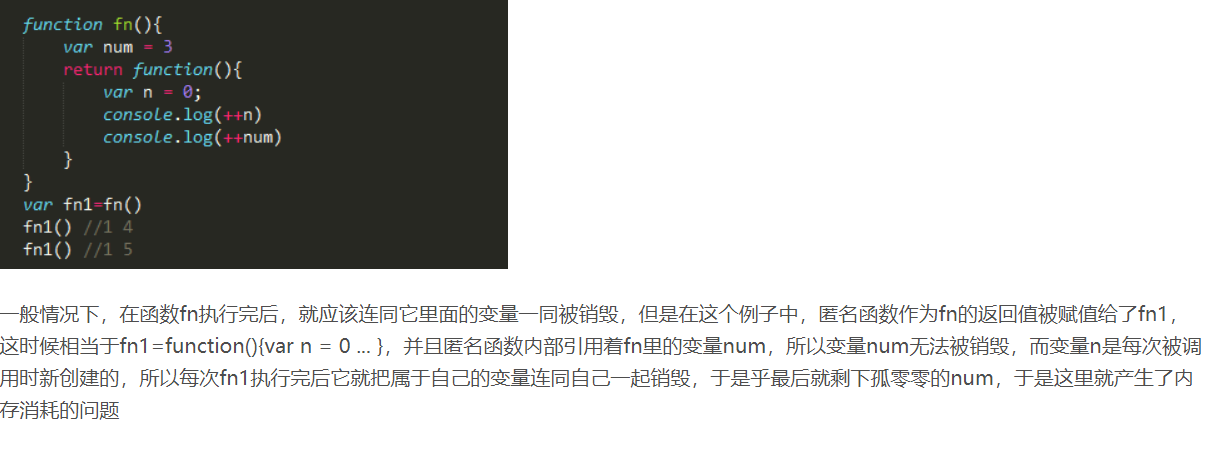 function fn(){
    var num = 3
    return function(){
        var n = 0;
        console.log(++n)
        console.log(++num)
    }
}
var fn1=fn()
fn1() //1 4
fn1() //1 5
一般情况下，在函数fn执行完后，就应该连同它里面的变量一同被销毁，但是在这个例子中，匿名函数作为fn的返回值被赋值给了fn1，
这时候相当于fn1=function(){var n = 0 ... }，并且匿名函数内部引用着fn里的变量num，所以变量num无法被销毁，而变量n是每次被调
用时新创建的，所以每次fn1执行完后它就把属于自己的变量连同自己一起销毁，于是乎最后就剩下孤零零的num，于是这里就产生了内
存消耗的问题